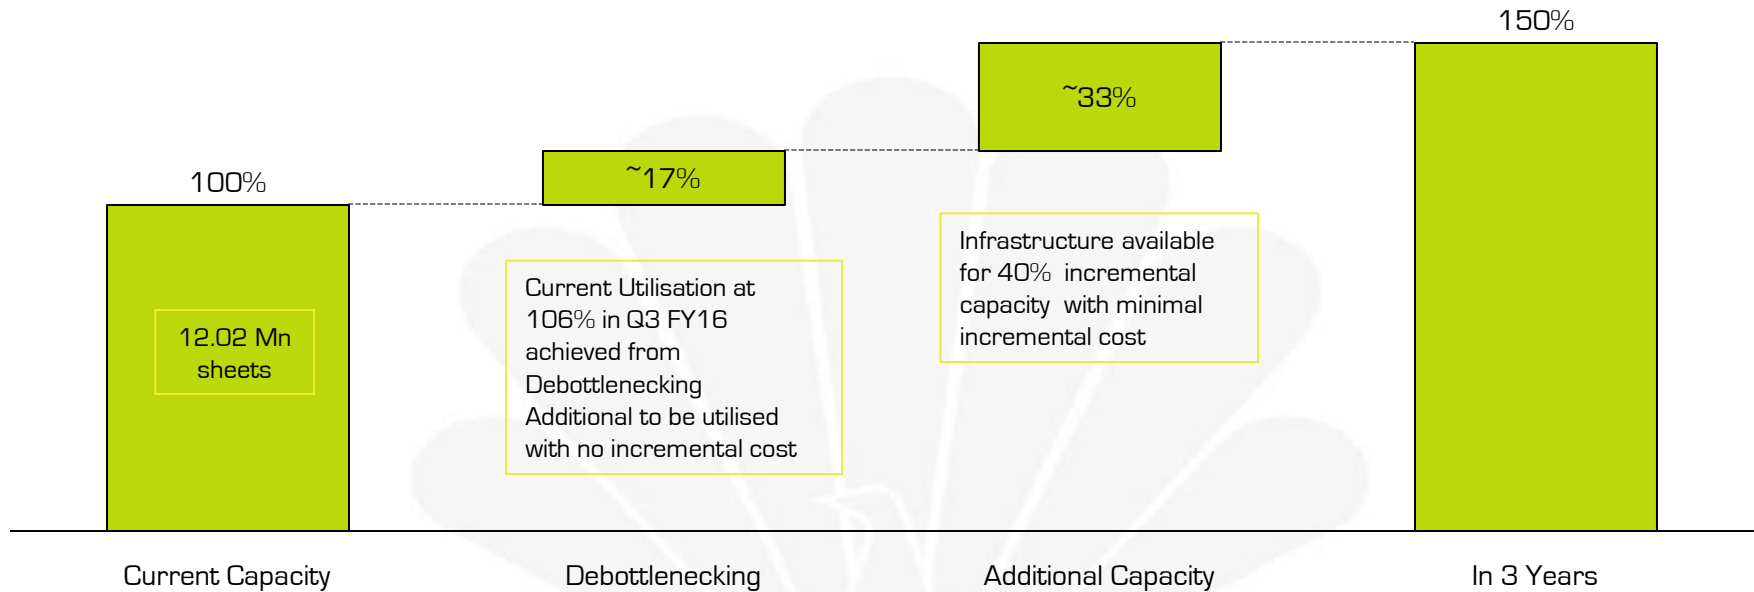 150%
~33%
~17%
100%
12.02 Mn
sheets
Current Utilisation at
106% in Q3 FY16
achieved from
Debottlenecking
Additional to be utilised
with no incremental cost
Infrastructure available
for 40% incremental
capacity with minimal
incremental cost
Current Capacity
Debottlenecking
Additional Capacity
In 3 Years